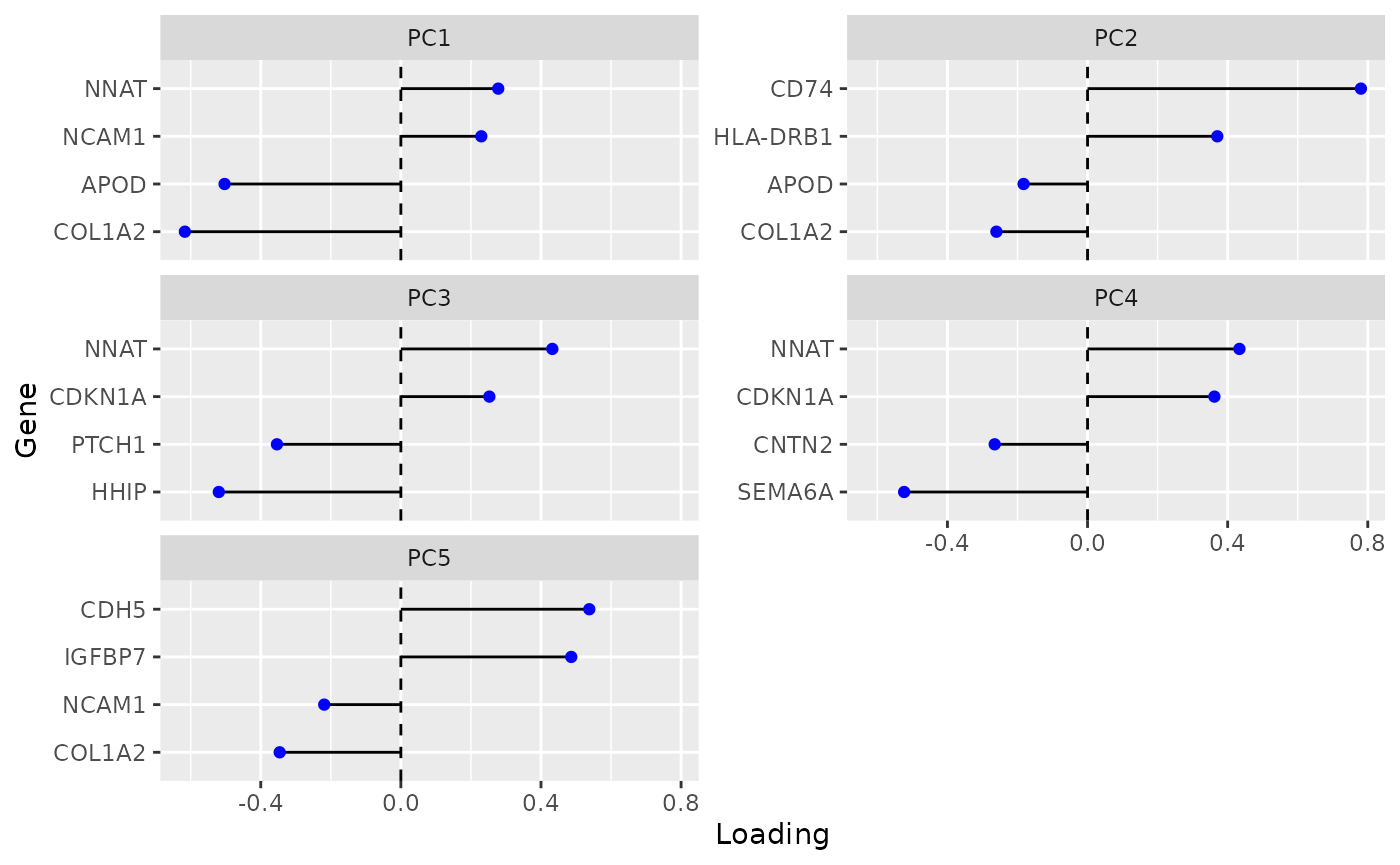 PC1
NNAT
NCAM1
APOD
COL1A2
PC2
CD74
HLA-DRB1
APOD
COL1A2
PC3
NNAT
CDKN1A
PTCH1
HHIP
PC4
NNAT
CDKN1A
CNTN2
SEMA6A
-0.4 0.0 0.4 0.8
PC5
CDH5
IGFBP7
NCAM1
COL1A2
-0.4 0.0 0.4 0.8
Gene
Loading